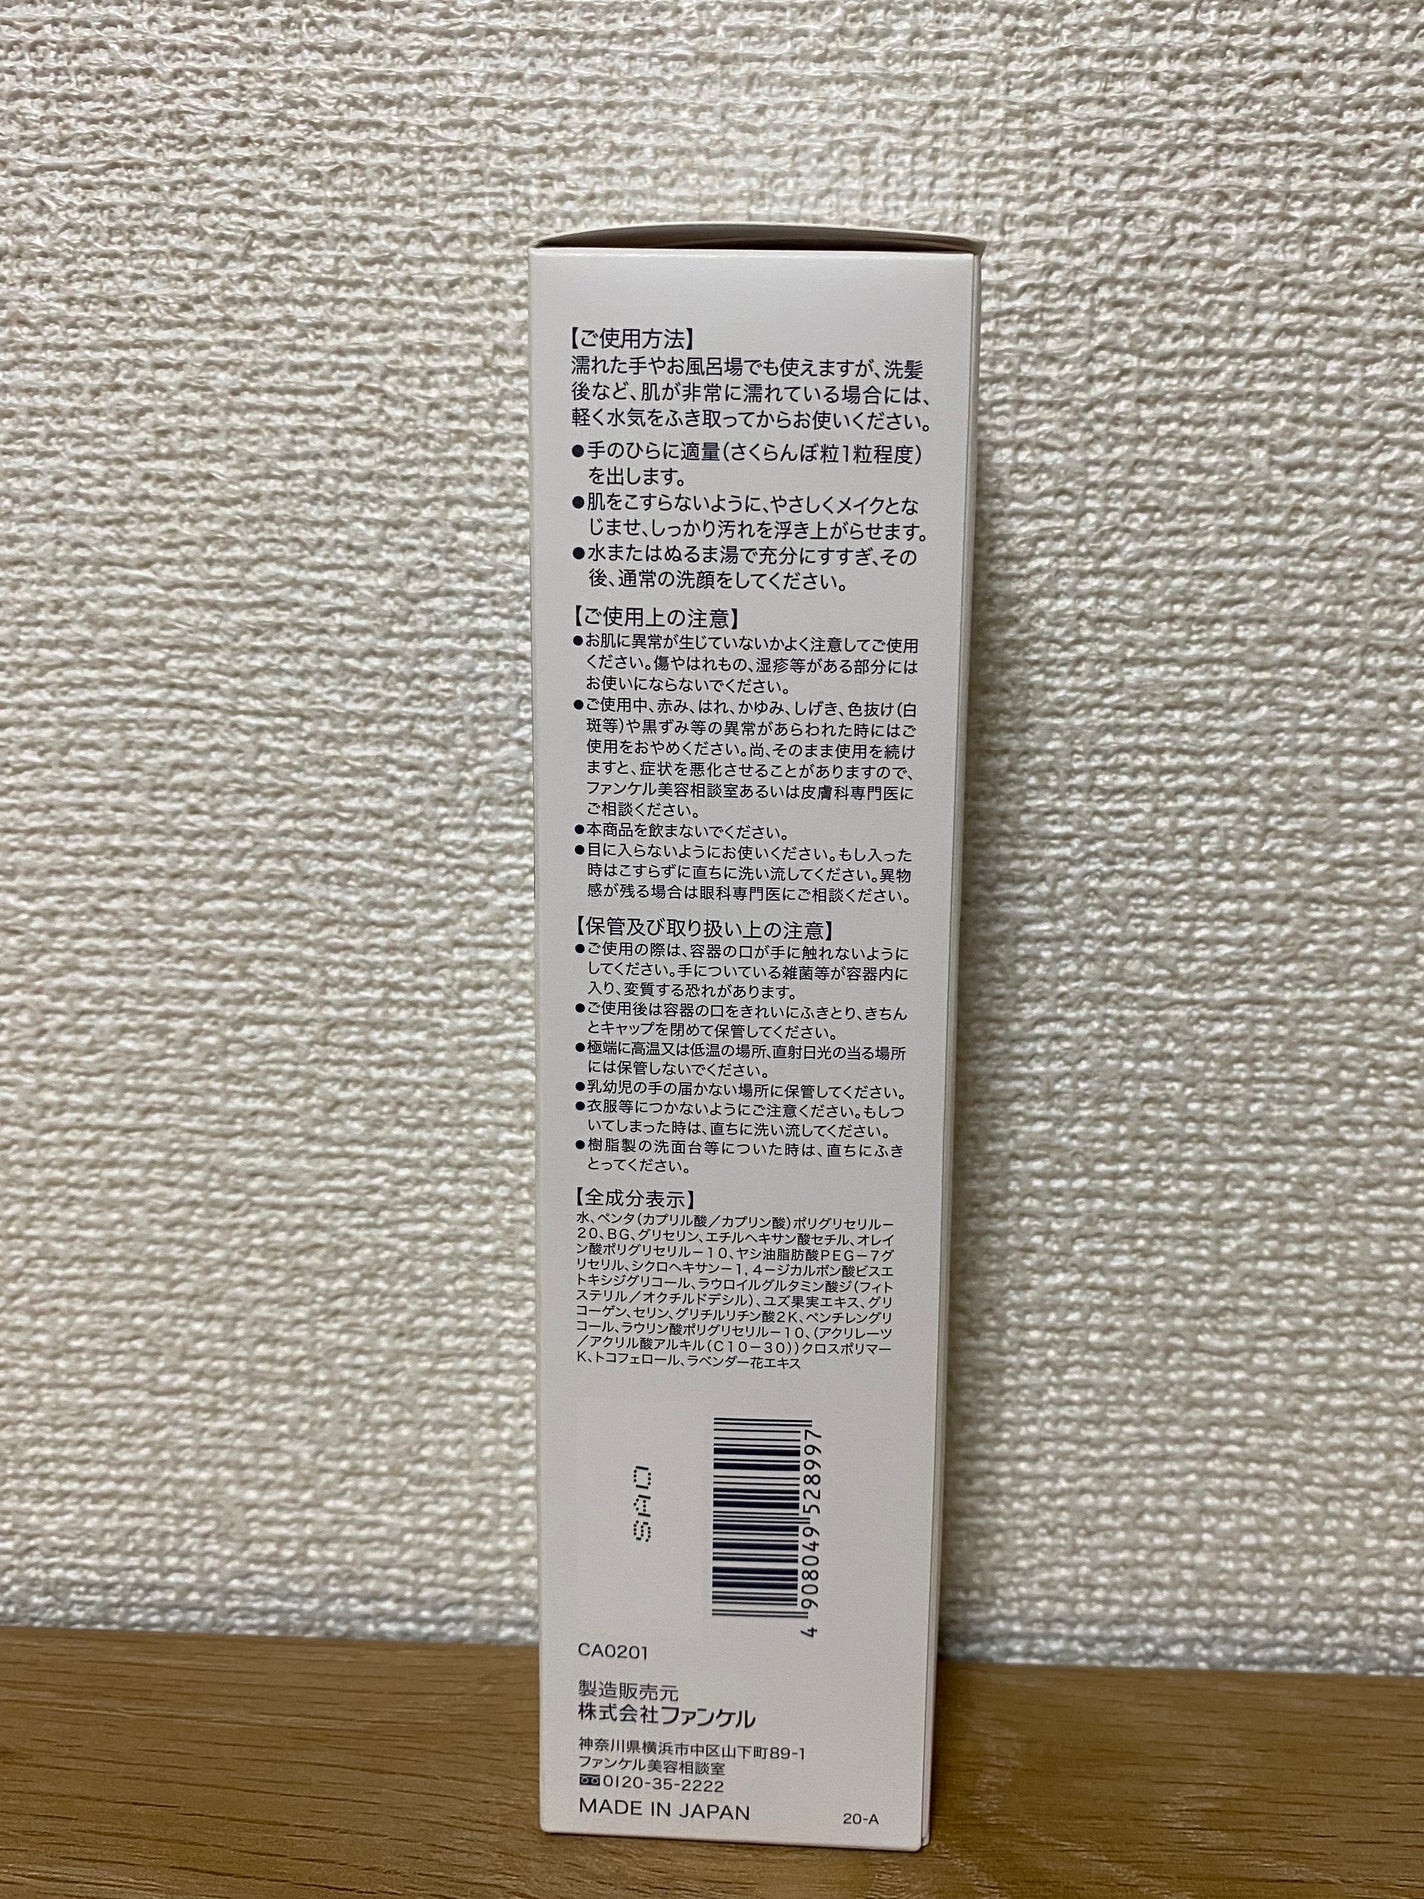 【ご使用方法】
濡れた手やお風呂場でも使えますが、洗髪
後など、肌が非常に濡れている場合には、
軽く水気をふき取ってからお使いください。
●手のひらに適量(さくらんぼ粒1粒程度)
を出します。
●肌をこすらないように、やさしくメイクとな
じませ、しっかり汚れを浮き上がらせます。
●水またはぬるま湯で充分にすすぎ、その
後、通常の洗顔をしてください。
【ご使用上の注意】
●お肌に異常が生じていないかよく注意してご使用
ください。傷やはれもの、湿疹等がある部分には
お使いにならないでください。
●ご使用中、赤み、はれ、かゆみ、しげき、色抜け(白
斑等)や黒ずみ等の異常があらわれた時にはご
使用をおやめください。尚、そのまま使用を続け
ますと、症状を悪化させることがありますので、
ファンケル美容相談室あるいは皮膚科専門医に
ご相談ください。
●本商品を飲まないでください。
●目に入らないようにお使いください。もし入った
時はこすらずに直ちに洗い流してください。異物
感が残る場合は眼科専門医にご相談ください。
【保管及び取り扱い上の注意】
●ご使用の際は、容器の口が手に触れないように
してください。手についている雑菌等が容器内に
入り、変質する恐れがあります。
●ご使用後は容器の口をきれいにふきとり、きちん
とキャップを閉めて保管してください。
●極端に高温又は低温の場所、直射日光の当る場所
には保管しないでください。
●乳幼児の手の届かない場所に保管してください。
●衣服等につかないようにご注意ください。もしつ
いてしまった時は、直ちに洗い流してください。
●樹脂製の洗面台等についた時は、直ちにふき
とってください。
【全成分表示】
水、ペンタ(カプリル酸/カプリン酸)ポリグリセリルー
20、BG、グリセリン、エチルヘキサン酸セチル、オレイ
ン酸ポリグリセリルー10、ヤシ油脂肪酸PEGー7グ
リセリル、シクロヘキサンー1,4ージカルボン酸ビスエ
トキシジグリコール、ラウロイルグルタミン酸ジ(フィト
ステリル/オクチルドデシル)、ユズ果実エキス、グリ
コーゲン、セリン、グリチルリチン酸2K、ペンチレングリ
コール、ラウリン酸ポリグリセリルー10、(アクリレーツ
/アクリル酸アルキル(C10ー30))クロスポリマー
K、トコフェロール、ラベンダー花エキス
4 908049 528997
CA0201
製造販売元
株式会社ファンケル
神奈川県横浜市中区山下町89-1
ファンケル美容相談室
0120-35-2222
MADE IN JAPAN
20-A